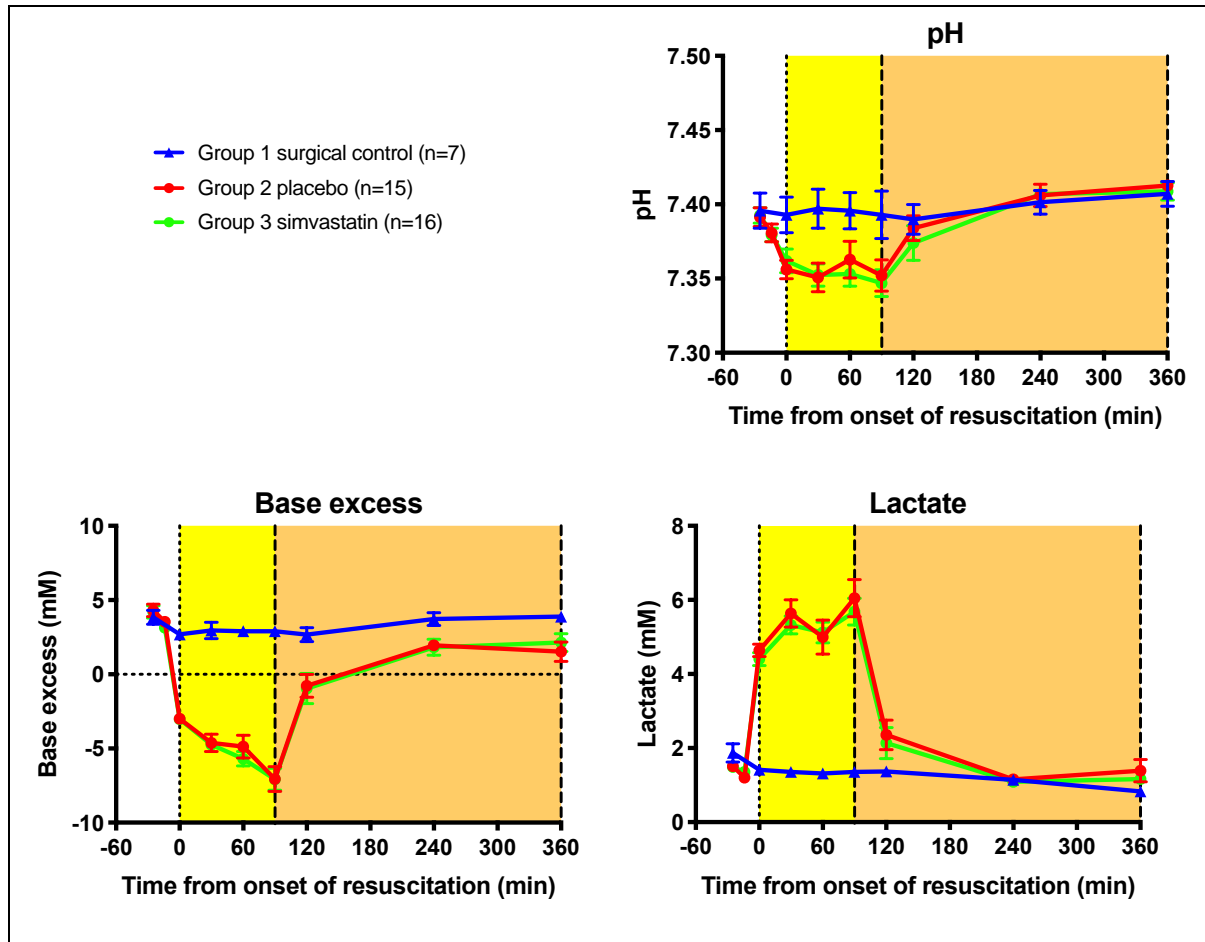 pH
7.50
7.45
7.40
7.35
7.30
pH
-60 0 60 120 180 240 300 360
Time from onset of resuscitation (min)
Group 1 surgical control (n=7)
Group 2 placebo (n=15)
Group 3 simvastatin (n=16)
Base excess
10
5
0
-5
-10
Base excess (mM)
-60 0 60 120 180 240 300 360
Time from onset of resuscitation (min)
Lactate
8
6
4
2
0
Lactate (mM)
-60 0 60 120 180 240 300 360
Time from onset of resuscitation (min)